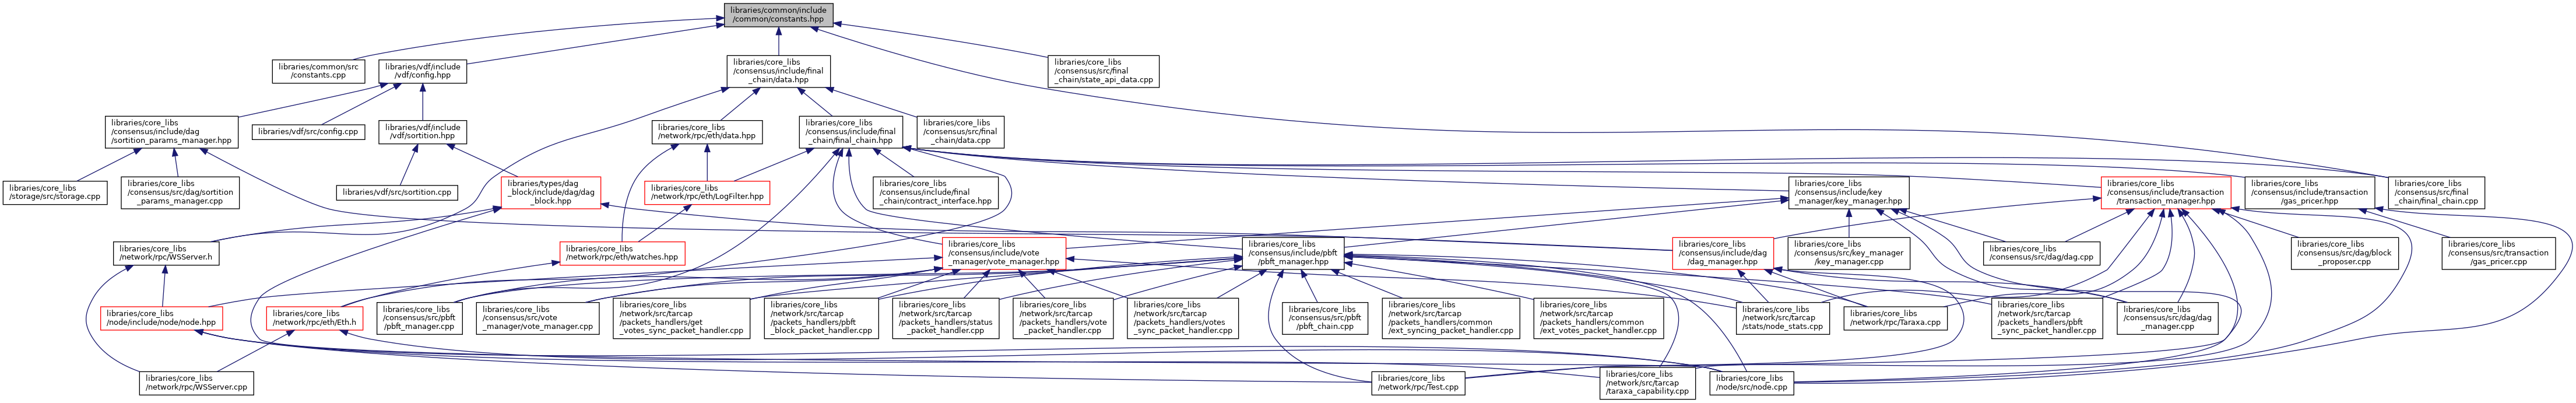 libraries/common/include
/common/constants.hpp
libraries/common/src
/constants.cpp
libraries/vdf/include
/vdf/config.hpp
libraries/core_libs
/consensus/include/final
_chain/data.hpp
libraries/core_libs
/consensus/src/final
_chain/state_api_data.cpp
libraries/core_libs
/consensus/include/dag
/sortition_params_manager.hpp
libraries/vdf/src/config.cpp
libraries/vdf/include
/vdf/sortition.hpp
libraries/core_libs
/network/rpc/eth/data.hpp
libraries/core_libs
/consensus/include/final
_chain/final_chain.hpp
libraries/core_libs
/consensus/src/final
_chain/data.cpp
libraries/core_libs
/storage/src/storage.cpp
libraries/core_libs
/consensus/src/dag/sortition
_params_manager.cpp
libraries/vdf/src/sortition.cpp
libraries/types/dag
_block/include/dag/dag
_block.hpp
libraries/core_libs
/network/rpc/eth/LogFilter.hpp
libraries/core_libs
/consensus/include/final
_chain/contract_interface.hpp
libraries/core_libs
/consensus/include/key
_manager/key_manager.hpp
libraries/core_libs
/consensus/include/transaction
/transaction_manager.hpp
libraries/core_libs
/consensus/include/transaction
/gas_pricer.hpp
libraries/core_libs
/consensus/src/final
_chain/final_chain.cpp
libraries/core_libs
/network/rpc/WSServer.h
libraries/core_libs
/network/rpc/eth/watches.hpp
libraries/core_libs
/consensus/include/vote
_manager/vote_manager.hpp
libraries/core_libs
/consensus/include/pbft
/pbft_manager.hpp
libraries/core_libs
/consensus/include/dag
/dag_manager.hpp
libraries/core_libs
/consensus/src/key_manager
/key_manager.cpp
libraries/core_libs
/consensus/src/dag/dag.cpp
libraries/core_libs
/consensus/src/dag/block
_proposer.cpp
libraries/core_libs
/consensus/src/transaction
/gas_pricer.cpp
libraries/core_libs
/node/include/node/node.hpp
libraries/core_libs
/network/rpc/eth/Eth.h
libraries/core_libs
/consensus/src/pbft
/pbft_manager.cpp
libraries/core_libs
/consensus/src/vote
_manager/vote_manager.cpp
libraries/core_libs
/network/src/tarcap
/packets_handlers/get
_votes_sync_packet_handler.cpp
libraries/core_libs
/network/src/tarcap
/packets_handlers/pbft
_block_packet_handler.cpp
libraries/core_libs
/network/src/tarcap
/packets_handlers/status
_packet_handler.cpp
libraries/core_libs
/network/src/tarcap
/packets_handlers/vote
_packet_handler.cpp
libraries/core_libs
/network/src/tarcap
/packets_handlers/votes
_sync_packet_handler.cpp
libraries/core_libs
/consensus/src/pbft
/pbft_chain.cpp
libraries/core_libs
/network/src/tarcap
/packets_handlers/common
/ext_syncing_packet_handler.cpp
libraries/core_libs
/network/src/tarcap
/packets_handlers/common
/ext_votes_packet_handler.cpp
libraries/core_libs
/network/src/tarcap
/stats/node_stats.cpp
libraries/core_libs
/network/rpc/Taraxa.cpp
libraries/core_libs
/network/src/tarcap
/packets_handlers/pbft
_sync_packet_handler.cpp
libraries/core_libs
/consensus/src/dag/dag
_manager.cpp
libraries/core_libs
/network/rpc/WSServer.cpp
libraries/core_libs
/network/rpc/Test.cpp
libraries/core_libs
/network/src/tarcap
/taraxa_capability.cpp
libraries/core_libs
/node/src/node.cpp